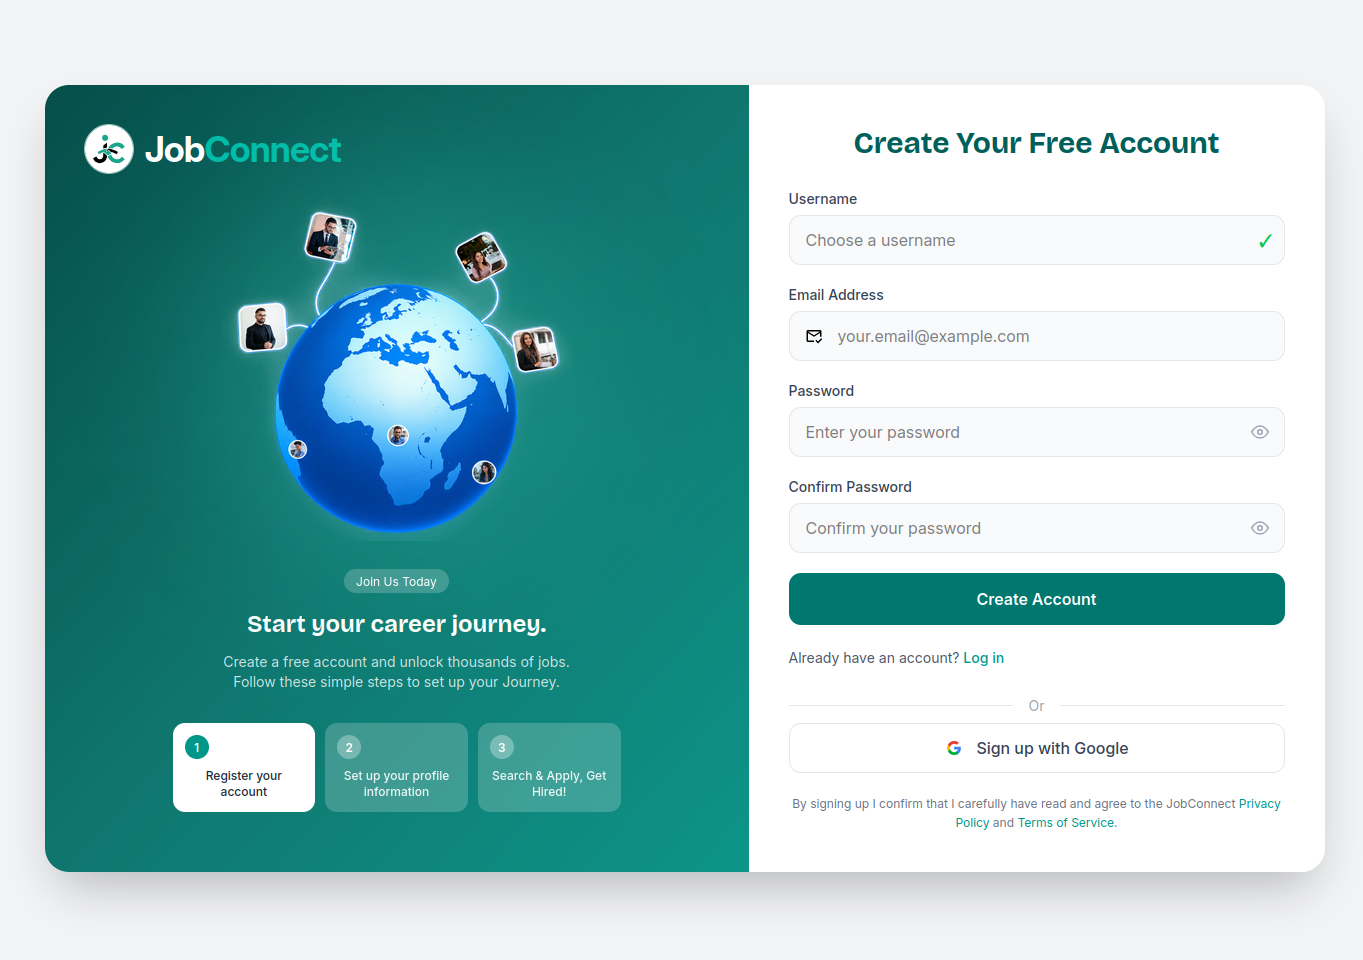 JobConnect
Join Us Today
Start your career journey.
Create a free account and unlock thousands of jobs.
Follow these simple steps to set up your Journey.
1
Register your
account
2
Set up your profile
information
3
Search & Apply, Get
Hired!
Create Your Free Account
Username
Choose a username
Email Address
your.email@example.com
Password
Enter your password
Confirm Password
Confirm your password
Create Account
Already have an account? Log in
Or
Sign up with Google
By signing up I confirm that I carefully have read and agree to the JobConnect Privacy
Policy and Terms of Service.